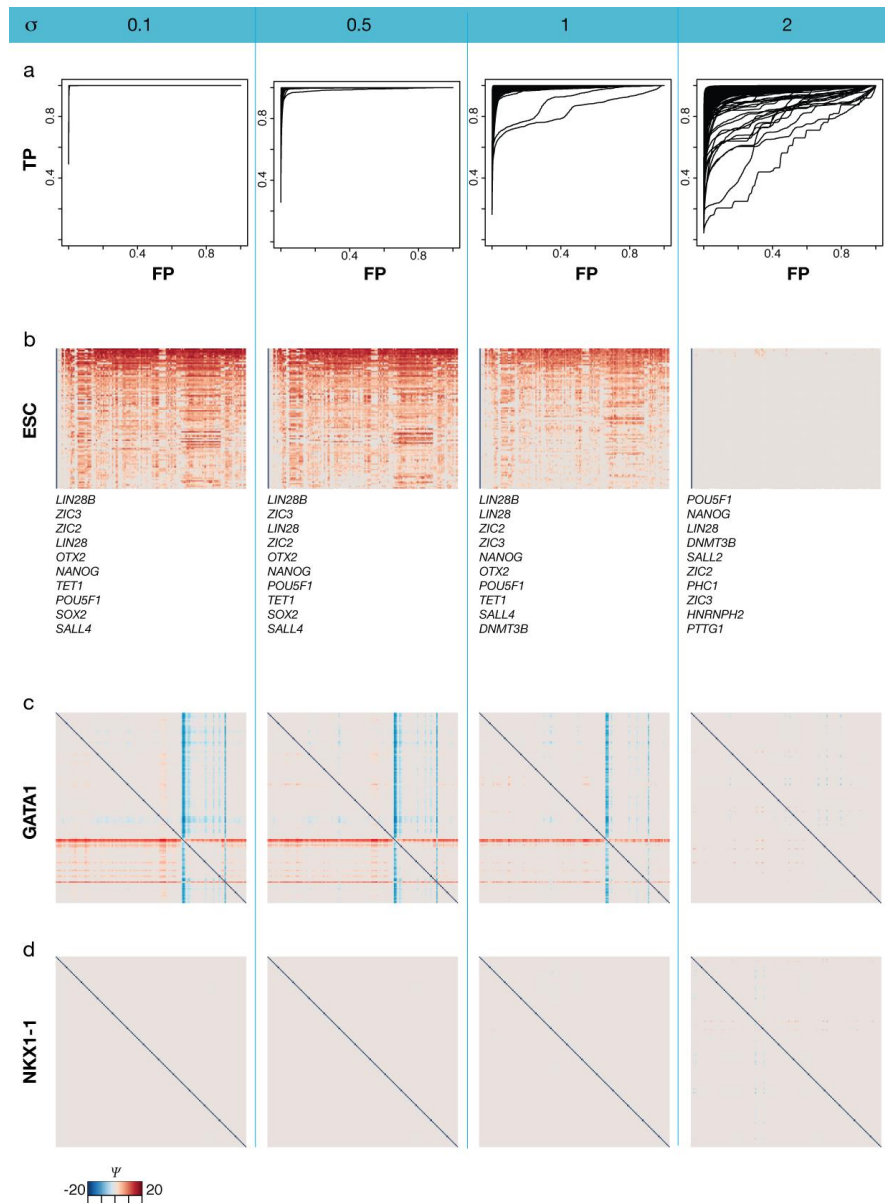 σ 0.1 0.5 1 2
a
TP
0.8
0.4
0.4 0.8
FP
0.8
0.4
0.4 0.8
FP
0.8
0.4
0.4 0.8
FP
0.8
0.4
0.4 0.8
FP
b
ESC
LIN28B
ZIC3
ZIC2
LIN28
OTX2
NANOG
TET1
POU5F1
SOX2
SALL4
LIN28B
ZIC3
LIN28
ZIC2
OTX2
NANOG
POU5F1
TET1
SOX2
SALL4
LIN28B
LIN28
ZIC2
ZIC3
NANOG
OTX2
POU5F1
TET1
SALL4
DNMT3B
POU5F1
NANOG
LIN28
DNMT3B
SALL2
ZIC2
PHC1
ZIC3
HNRNPH2
PTTG1
c
GATA1
d
NKX1-1
Ψ
-20 20